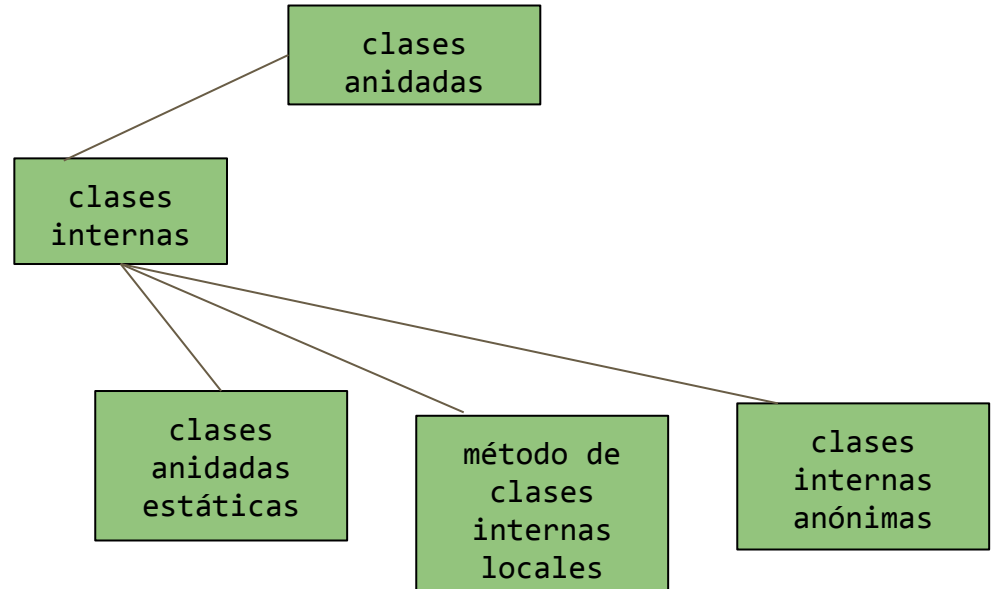 clases
anidadas
clases
internas
clases
anidadas
estáticas
método de
clases
internas
locales
clases
internas
anónimas